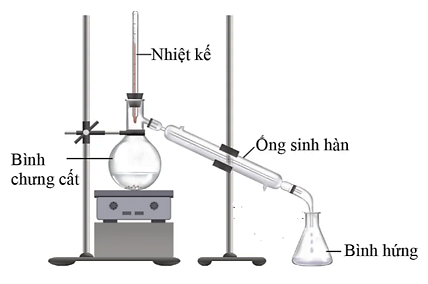 Nhiệt kế
Ống sinh hàn
Bình
chưng cất
Bình hứng